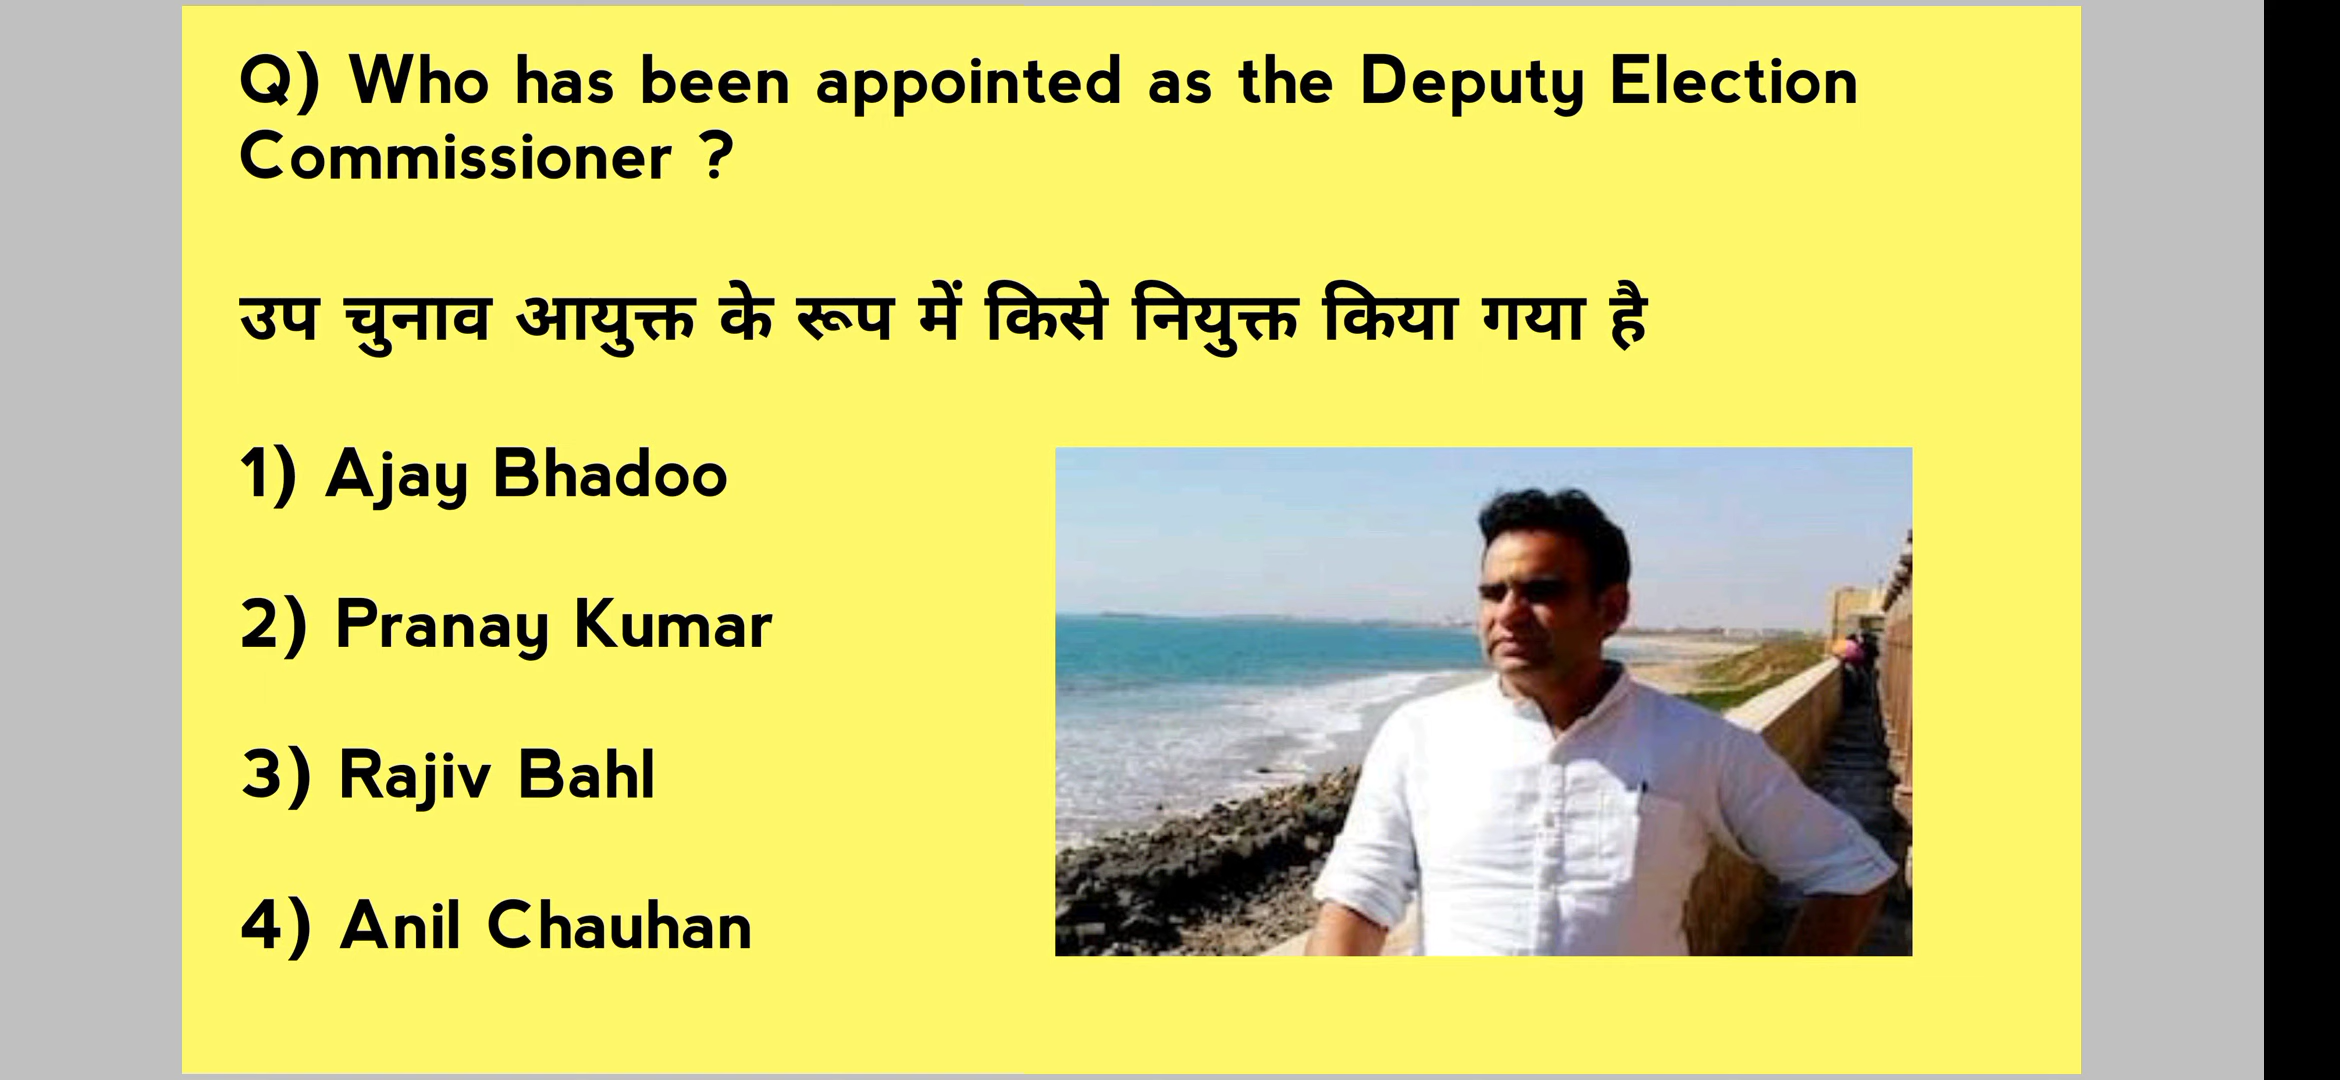 Q) Who has been appointed as the Deputy Election
Commissioner ?
उप चुनाव आयुक्त के रूप में किसे नियुक्त किया गया है
1) Ajay Bhadoo
2) Pranay Kumar
3) Rajiv Bahl
4) Anil Chauhan